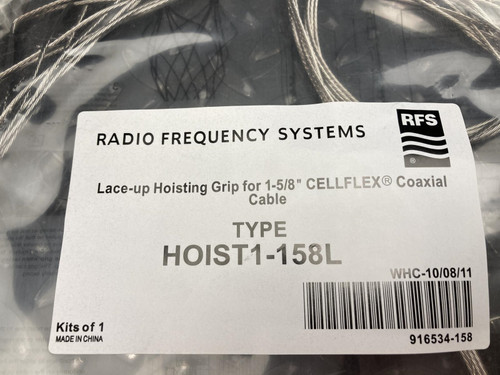 RFS
RADIO FREQUENCY SYSTEMS
Lace-up Hoisting Grip for 1-5/8" CELLFLEX® Coaxial
Cable
TYPE
HOIST1-158L
WHC-10/08/11
Kits of 1
MADE IN CHINA
916534-158